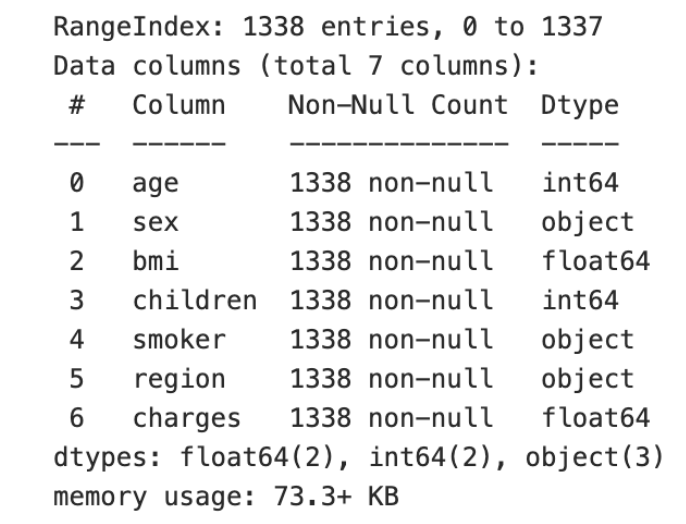 RangeIndex: 1338 entries, 0 to 1337
Data columns (total 7 columns):
 #   Column    Non-Null Count  Dtype
---  ------    --------------  -----
 0   age       1338 non-null   int64
 1   sex       1338 non-null   object
 2   bmi       1338 non-null   float64
 3   children  1338 non-null   int64
 4   smoker    1338 non-null   object
 5   region    1338 non-null   object
 6   charges   1338 non-null   float64
dtypes: float64(2), int64(2), object(3)
memory usage: 73.3+ KB